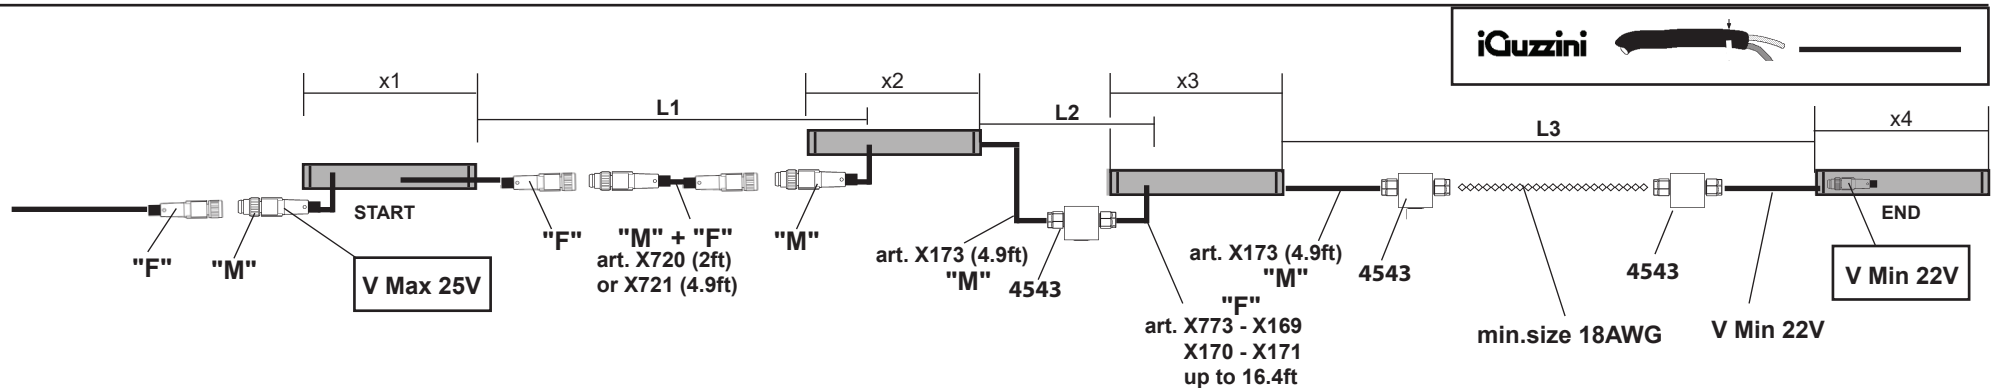 iGuzzini
x1
x2
x3
x4
L1
L2
L3
START
END
"F"
"M"
V Max 25V
"F"
"M" + "F"
art. X720 (2ft)
or X721 (4.9ft)
"M"
art. X173 (4.9ft)
"M"
4543
"F"
art. X773 - X169
X170 - X171
up to 16.4ft
art. X173 (4.9ft)
"M"
4543
min.size 18AWG
4543
V Min 22V
V Min 22V